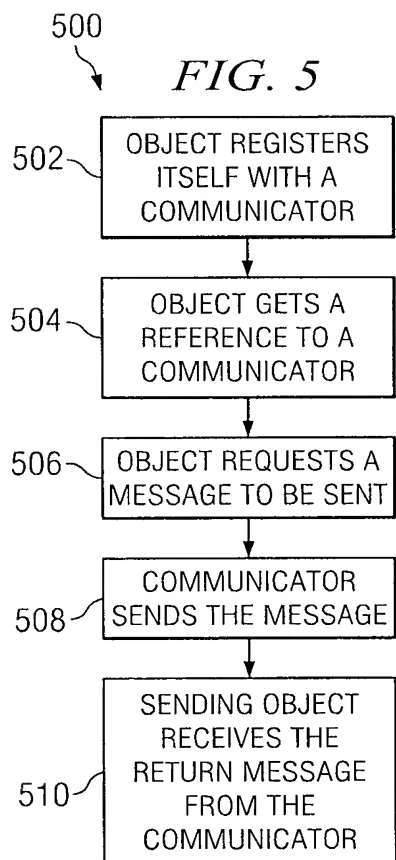 500
FIG. 5
502
OBJECT REGISTERS
ITSELF WITH A
COMMUNICATOR
504
OBJECT GETS A
REFERENCE TO A
COMMUNICATOR
506
OBJECT REQUESTS A
MESSAGE TO BE SENT
508
COMMUNICATOR
SENDS THE MESSAGE
510
SENDING OBJECT
RECEIVES THE
RETURN MESSAGE
FROM THE
COMMUNICATOR